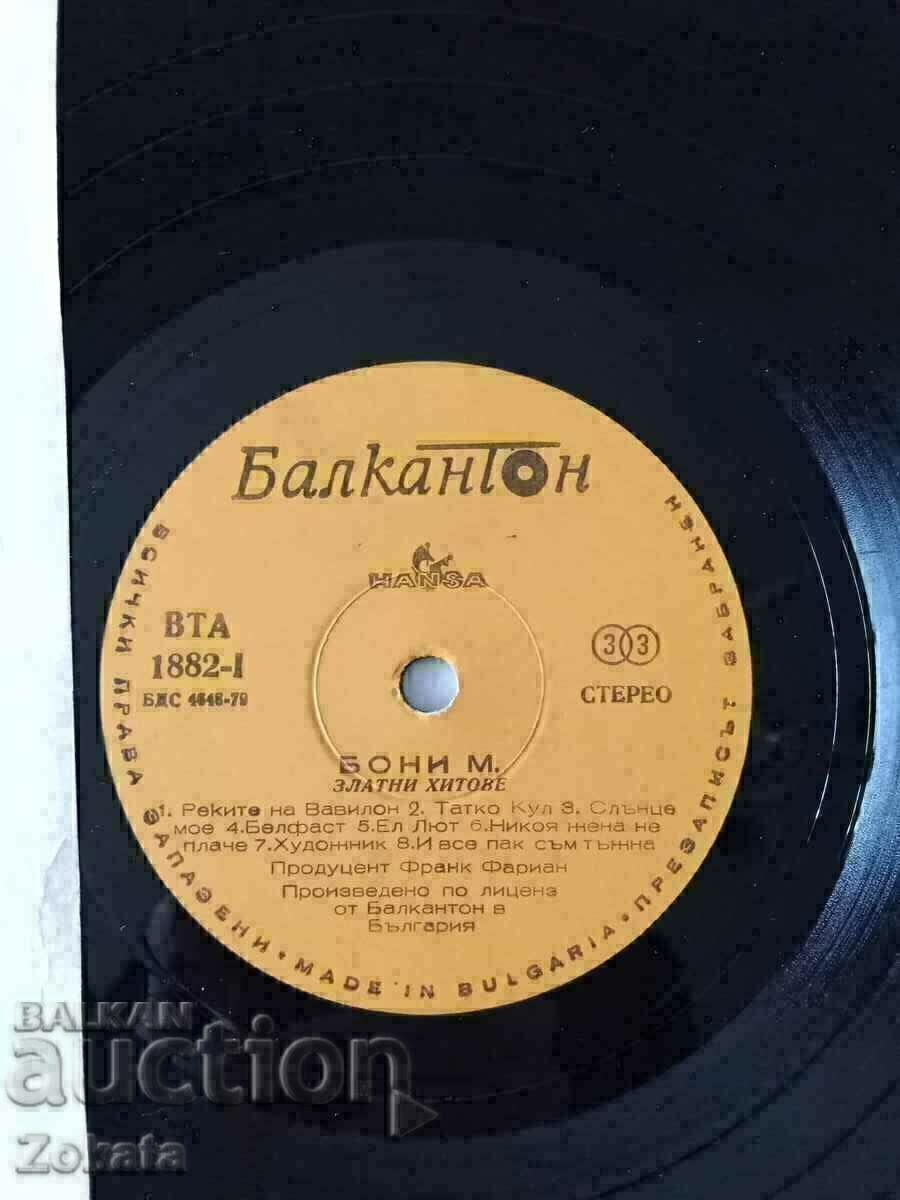 Балкантон
HANSA
ВТА
1882-I
БДС 4648-79
33
СТЕРЕО
БОНИ М.
ЗЛАТНИ ХИТОВЕ
1. Реките на Вавилон 2. Татко Кул 3. Слънце
мое 4.Белфаст 5.Ел Лют 6.Никоя жена не
плаче 7.Художник 8.И все пак съм тъжна
Продуцент Франк Фариан
Произведено по лиценз
от Балкантон в
България
ВСИЧКИ ПРАВА ЗАПАЗЕНИ • MADE IN BULGARIA • ПРЕЗАПИСЪТ ЗАБРАНЕН
BALKAN
auction
Zokata